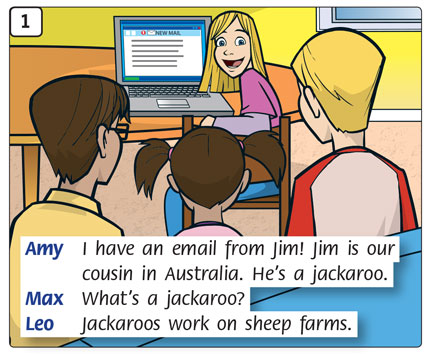 1
NEW MAIL
Amy I have an email from Jim! Jim is our
cousin in Australia. He's a jackaroo.
Max What's a jackaroo?
Leo Jackaroos work on sheep farms.